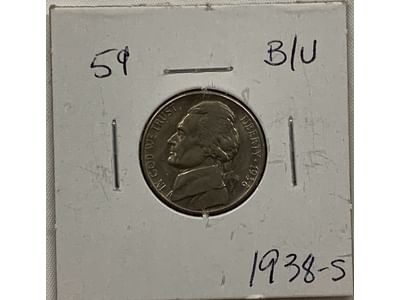 5¢ B/U
IN GOD WE TRUST
LIBERTY ★ 1938
1938-S